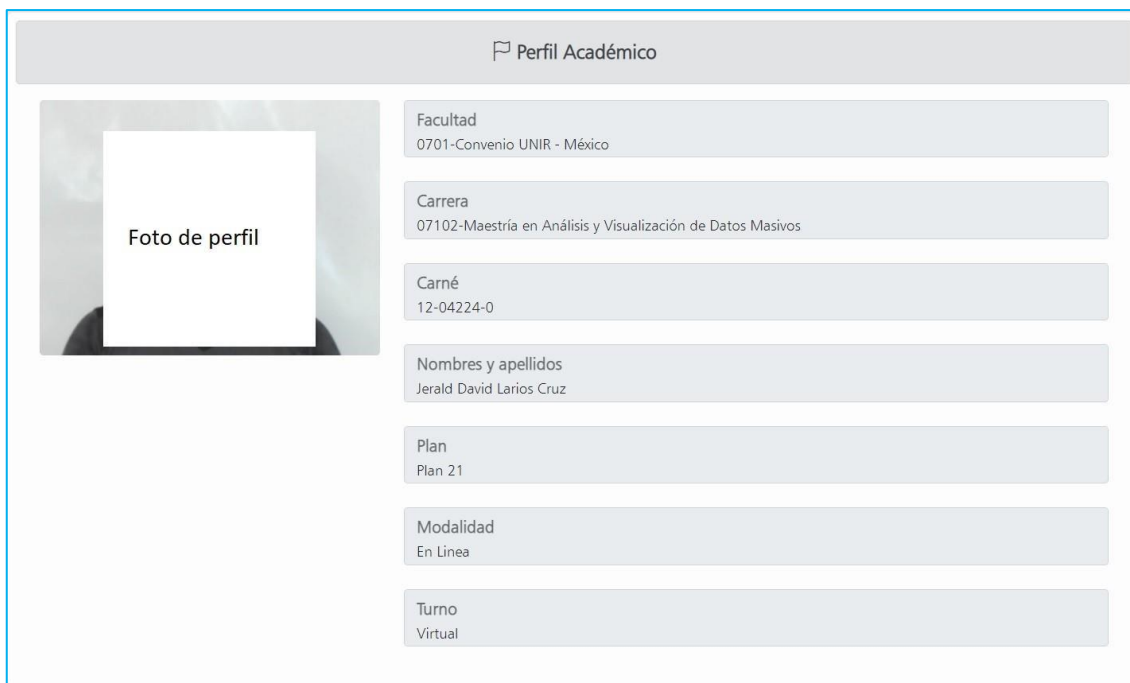 Perfil Académico
Foto de perfil
Facultad
0701-Convenio UNIR - México
Carrera
07102-Maestría en Análisis y Visualización de Datos Masivos
Carné
12-04224-0
Nombres y apellidos
Jerald David Larios Cruz
Plan
Plan 21
Modalidad
En Linea
Turno
Virtual